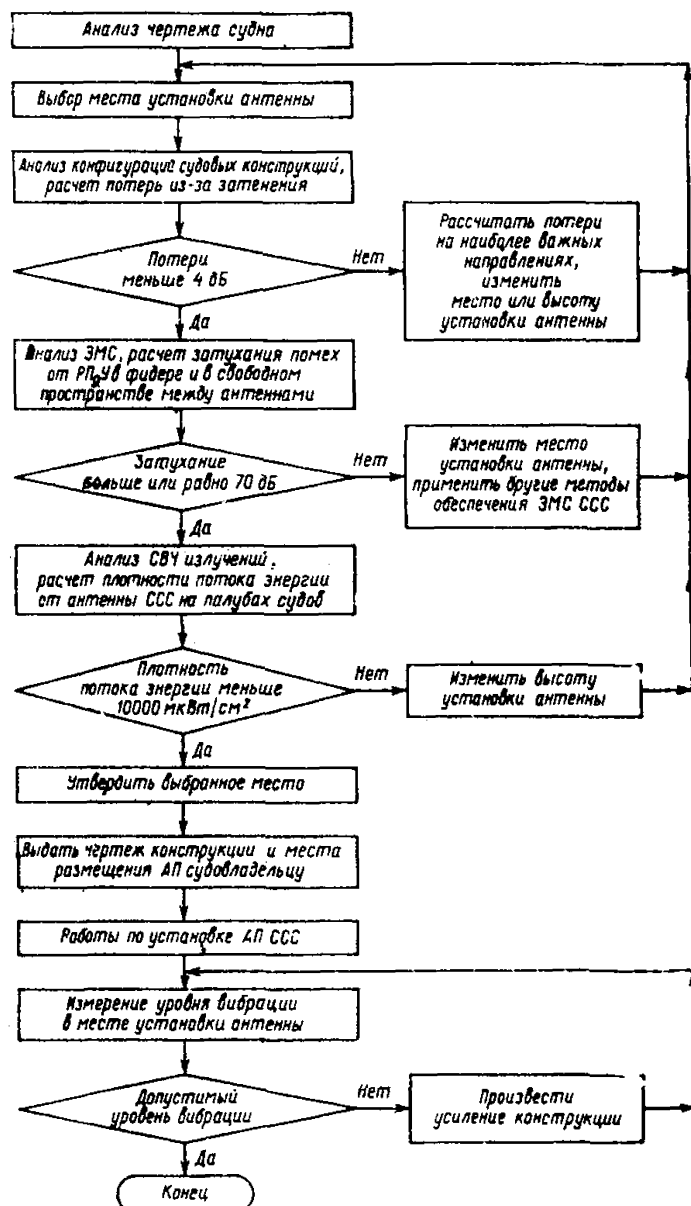 Анализ чертежа судна
Выбор места установки антенны
Анализ конфигураций судовых конструкций,
расчет потерь из-за затенения
Потери
меньше 4 дБ
Нет
Рассчитать потери
на наиболее важных
направлениях,
изменить
место или высоту
установки антенны
Да
Анализ ЭМС, расчет затухания помех
от РПдУ в фидере и в свободном
пространстве между антеннами
Затухание
больше или равно 70 дБ
Нет
Изменить место
установки антенны,
применить другие методы
обеспечения ЭМС ССС
Да
Анализ СВЧ излучений,
расчет плотности потока энергии
от антенны ССС на палубах судов
Плотность
потока энергии меньше
10000 мкВт/см²
Нет
Изменить высоту
установки антенны
Да
Утвердить выбранное место
Выдать чертеж конструкции и места
размещения АП судовладельцу
Работы по установке АП ССС
Измерение уровня вибрации
в месте установки антенны
Допустимый
уровень вибрации
Нет
Произвести
усиление конструкции
Да
Конец